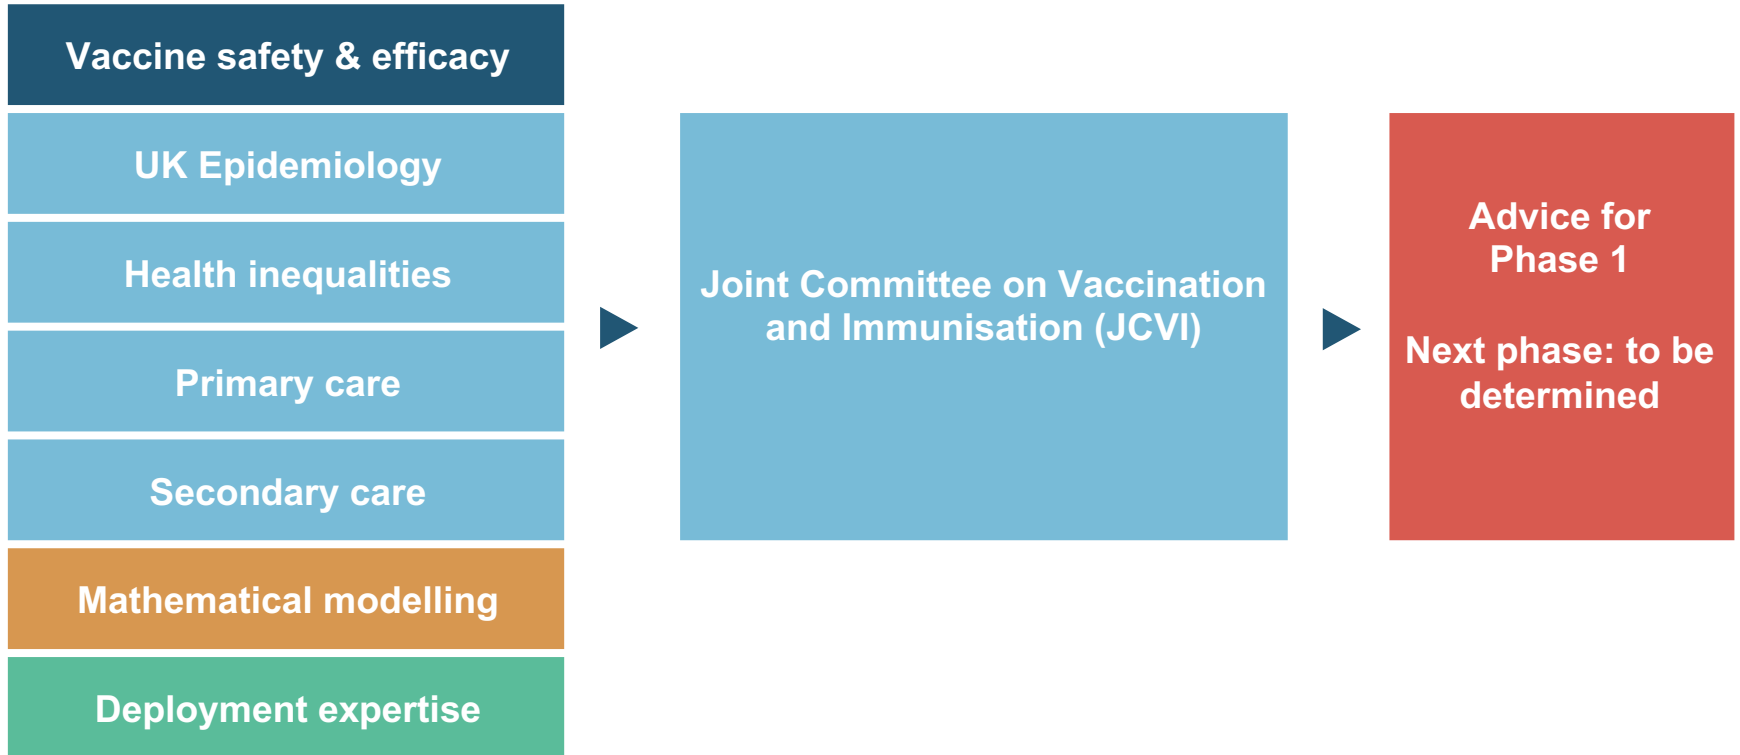 Vaccine safety & efficacy
UK Epidemiology
Health inequalities
Primary care
Secondary care
Mathematical modelling
Deployment expertise
Joint Committee on Vaccination
and Immunisation (JCVI)
Advice for
Phase 1
Next phase: to be
determined